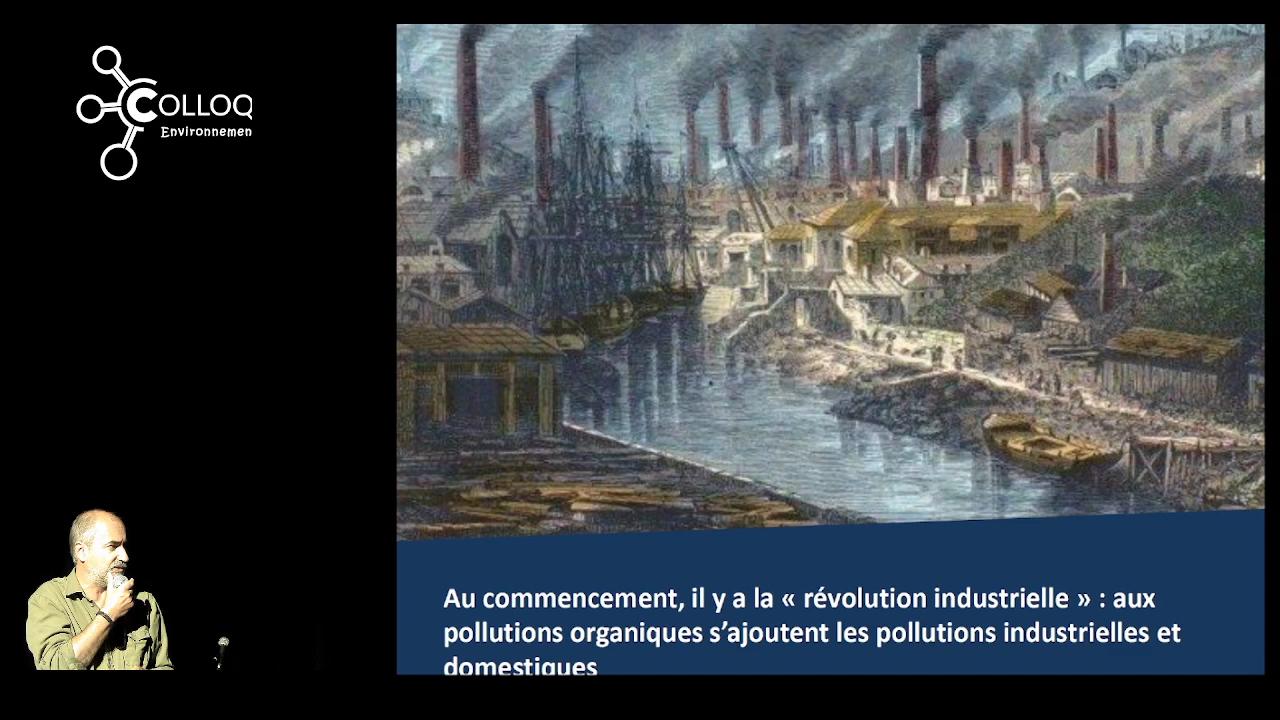 COLLOQ
Environnemen
Au commencement, il y a la « révolution industrielle » : aux
pollutions organiques s’ajoutent les pollutions industrielles et
domestiques